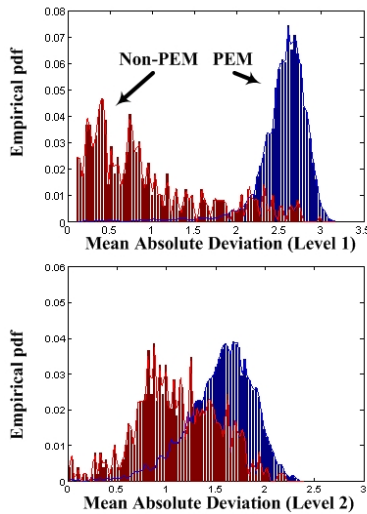 0.08
0.07
0.06
0.05
0.04
0.03
0.02
0.01
0
Empirical pdf
Non-PEM PEM
0 0.5 1 1.5 2 2.5 3 3.5
Mean Absolute Deviation (Level 1)
0.06
0.05
0.04
0.03
0.02
0.01
0
Empirical pdf
0 0.5 1 1.5 2 2.5 3
Mean Absolute Deviation (Level 2)